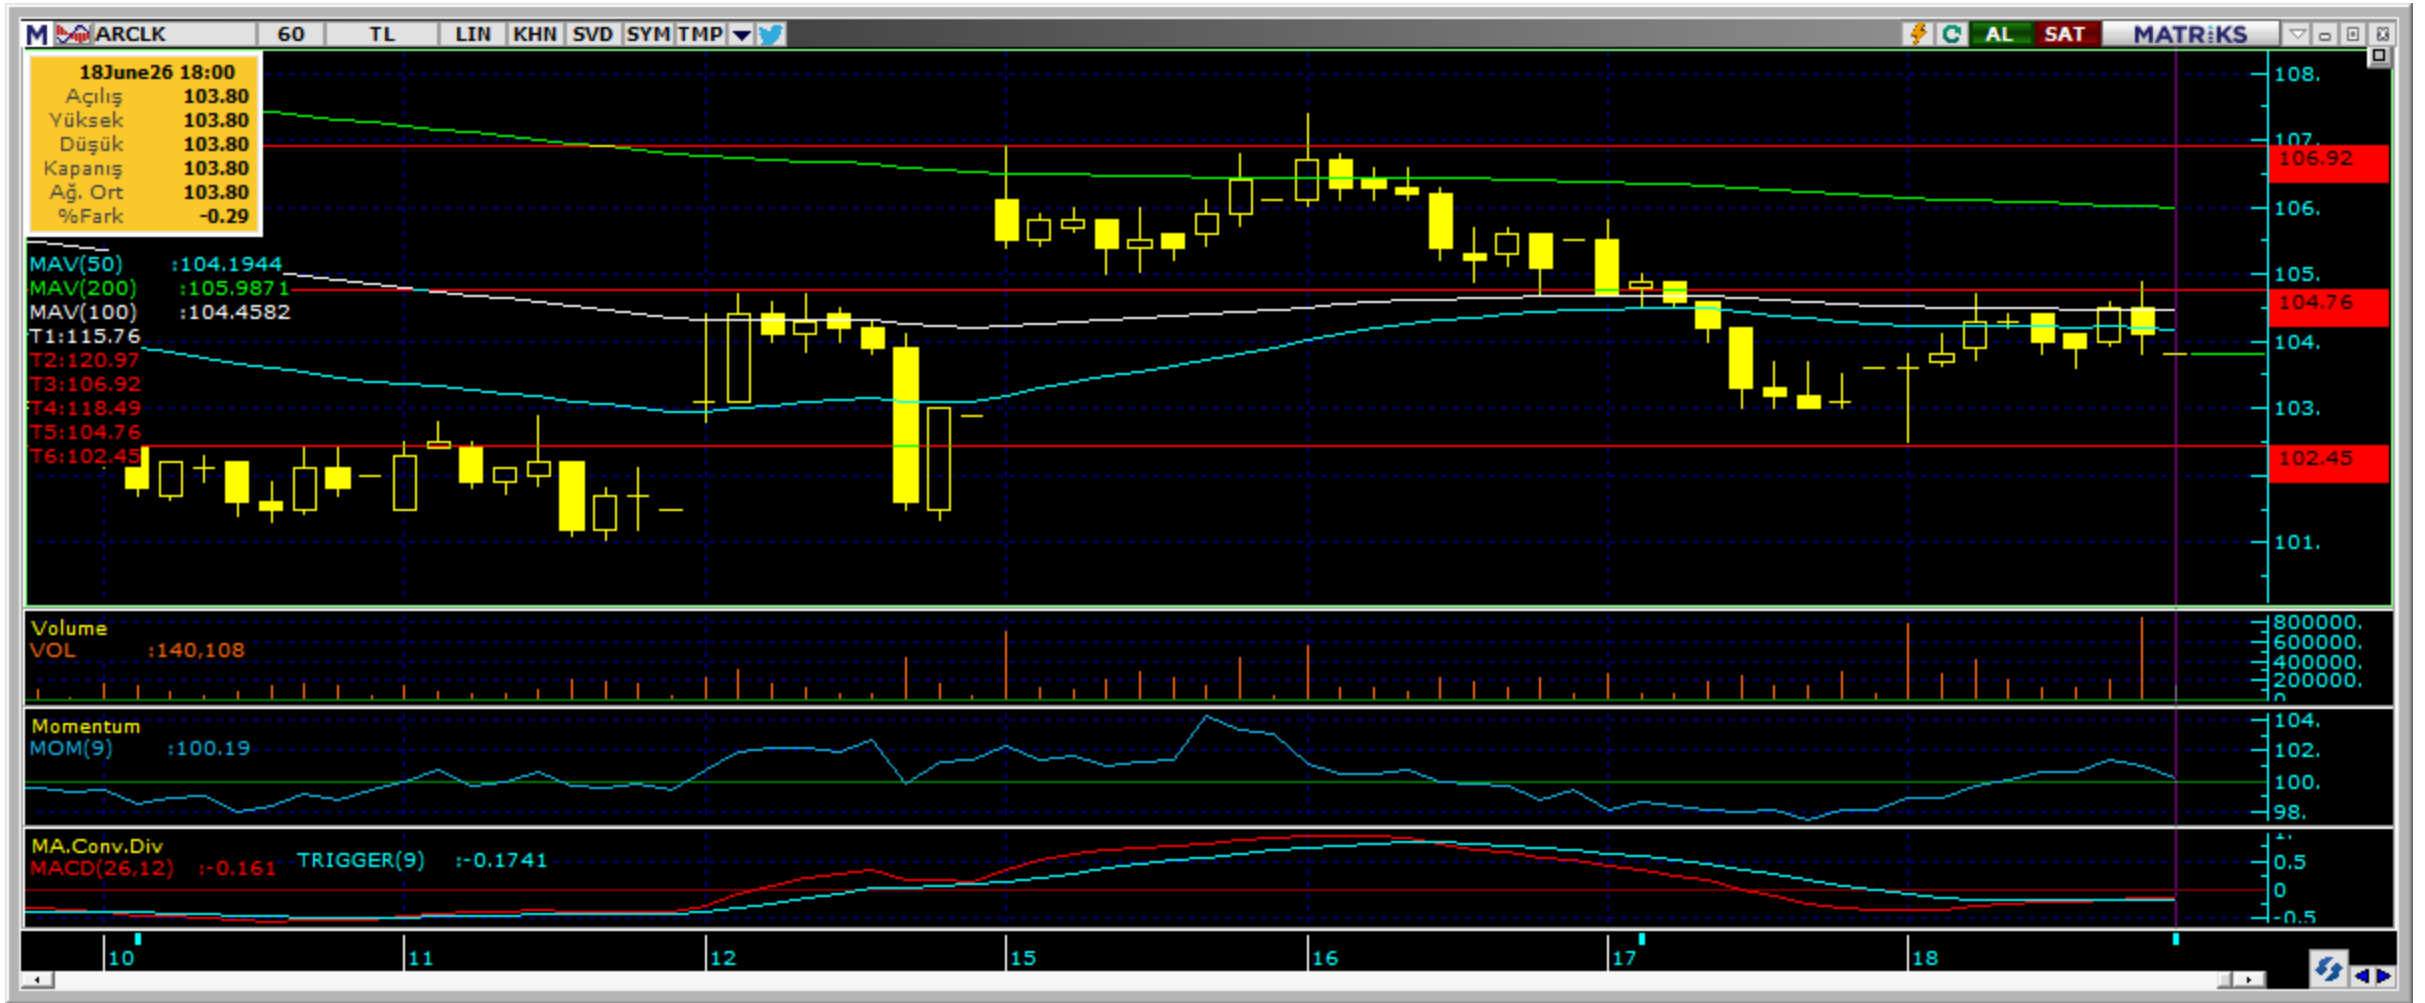 M ARCLK 60 TL LIN KHN SVD SYM TMP AL SAT MATRiKS
18June26 18:00
Açılış 103.80
Yüksek 103.80
Düşük 103.80
Kapanış 103.80
Ağ. Ort 103.80
%Fark -0.29
MAV(50) :104.1944
MAV(200) :105.9871
MAV(100) :104.4582
T1:115.76
T2:120.97
T3:106.92
T4:118.49
T5:104.76
T6:102.45
108.
107.
106.92
106.
105.
104.76
104.
103.
102.45
101.
Volume
VOL :140,108
800000.
600000.
400000.
200000.
0
Momentum
MOM(9) :100.19
104.
102.
100.
98.
MA.Conv.Div
MACD(26,12) :-0.161 TRIGGER(9) :-0.1741
1.
0.5
0
-0.5
10 11 12 15 16 17 18